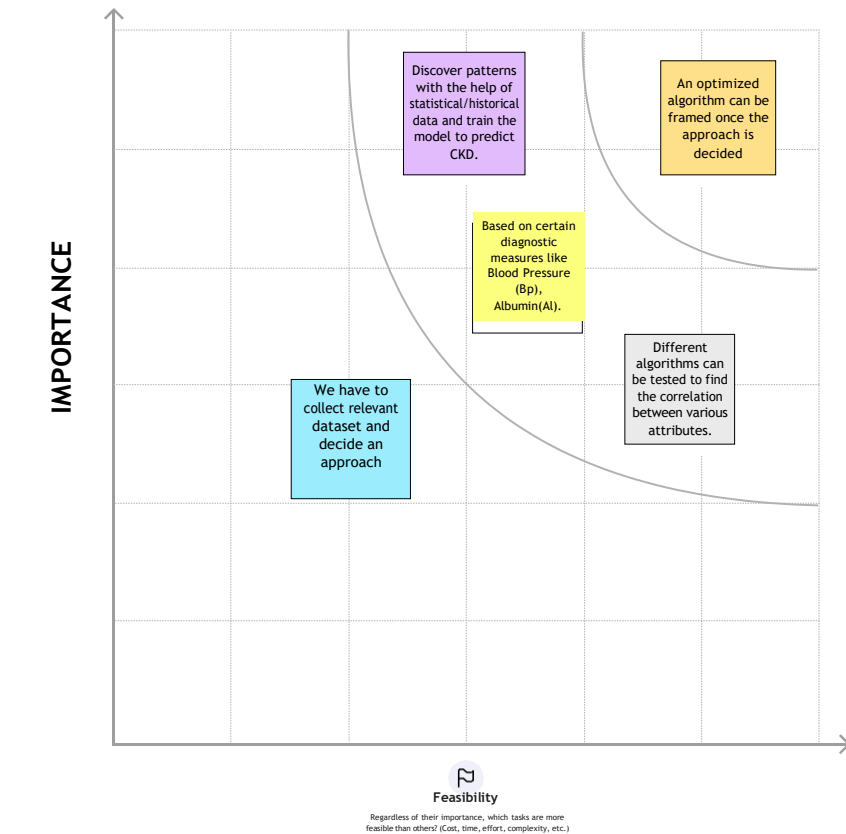 Discover patterns
with the help of
statistical/historical
data and train the
model to predict
CKD.
An optimized
algorithm can be
framed once the
approach is
decided
Based on certain
diagnostic
measures like
Blood Pressure
(Bp),
Albumin(Al).
IMPORTANCE
Different
algorithms can
be tested to find
the correlation
between various
attributes.
We have to
collect relevant
dataset and
decide an
approach
Feasibility
Regardless of their importance, which tasks are more
feasible than others? (Cost, time, effort, complexity, etc.)